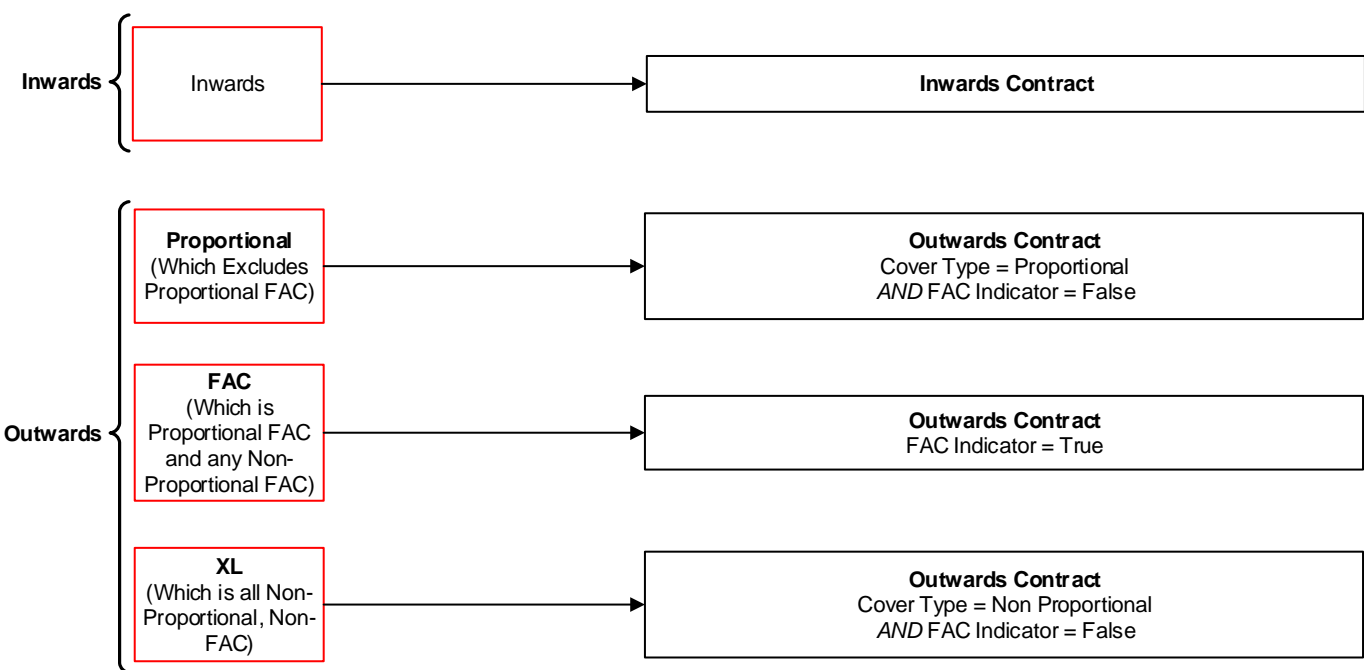 Inwards
Inwards
Inwards Contract
Outwards
Proportional
(Which Excludes
Proportional FAC)
Outwards Contract
Cover Type = Proportional
AND FAC Indicator = False
FAC
(Which is
Proportional FAC
and any Non-
Proportional FAC)
Outwards Contract
FAC Indicator = True
XL
(Which is all Non-
Proportional, Non-
FAC)
Outwards Contract
Cover Type = Non Proportional
AND FAC Indicator = False